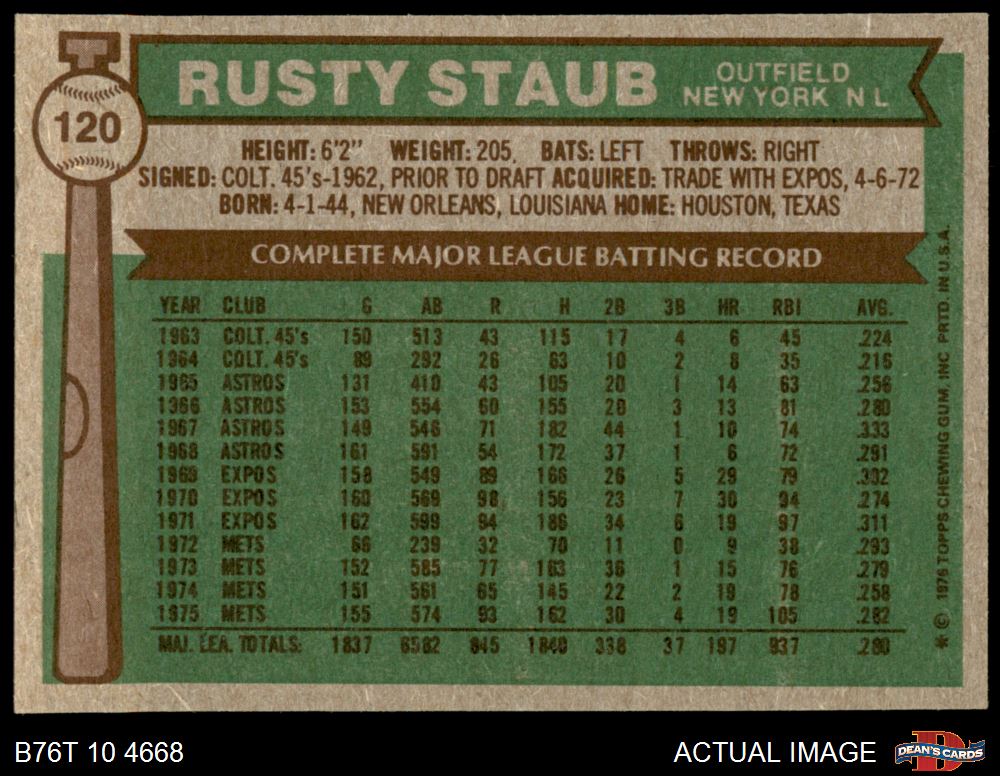 120
RUSTY STAUB
OUTFIELD
NEW YORK N L
HEIGHT: 6'2" WEIGHT: 205, BATS: LEFT THROWS: RIGHT
SIGNED: COLT. 45's-1962, PRIOR TO DRAFT ACQUIRED: TRADE WITH EXPOS, 4-6-72
BORN: 4-1-44, NEW ORLEANS, LOUISIANA HOME: HOUSTON, TEXAS
COMPLETE MAJOR LEAGUE BATTING RECORD
YEAR CLUB G AB R H 2B 3B HR RBI AVG.
1963 COLT. 45's 150 513 43 115 17 4 6 45 .224
1964 COLT. 45's 89 292 26 63 10 2 8 35 .216
1965 ASTROS 131 410 43 105 20 1 14 63 .256
1966 ASTROS 153 554 60 155 28 3 13 81 .280
1967 ASTROS 149 546 71 182 44 1 10 74 .333
1968 ASTROS 161 591 54 172 37 1 6 72 .291
1969 EXPOS 158 549 89 166 26 5 29 79 .302
1970 EXPOS 160 569 98 156 23 7 30 94 .274
1971 EXPOS 162 599 94 186 34 6 19 97 .311
1972 METS 66 239 32 70 11 0 9 38 .293
1973 METS 152 585 77 163 36 1 15 76 .279
1974 METS 151 561 65 145 22 2 19 78 .258
1975 METS 155 574 93 162 30 4 19 105 .282
MAJ. LEA. TOTALS: 1837 6582 845 1840 338 37 197 937 .280
* © 1976 TOPPS CHEWING GUM, INC. PRTD. IN U.S.A.
B76T 10 4668
ACTUAL IMAGE
DEAN'S CARDS